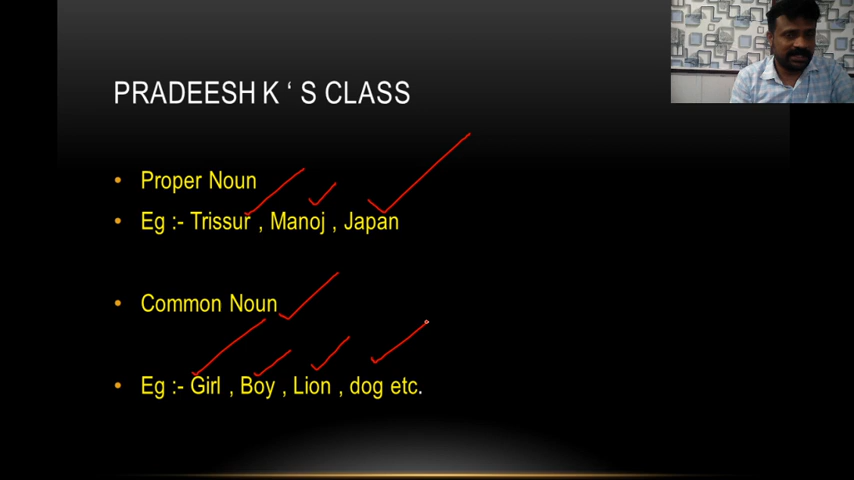 PRADEESH K ‘ S CLASS
• Proper Noun
• Eg :- Trissur , Manoj , Japan
• Common Noun
• Eg :- Girl , Boy , Lion , dog etc.